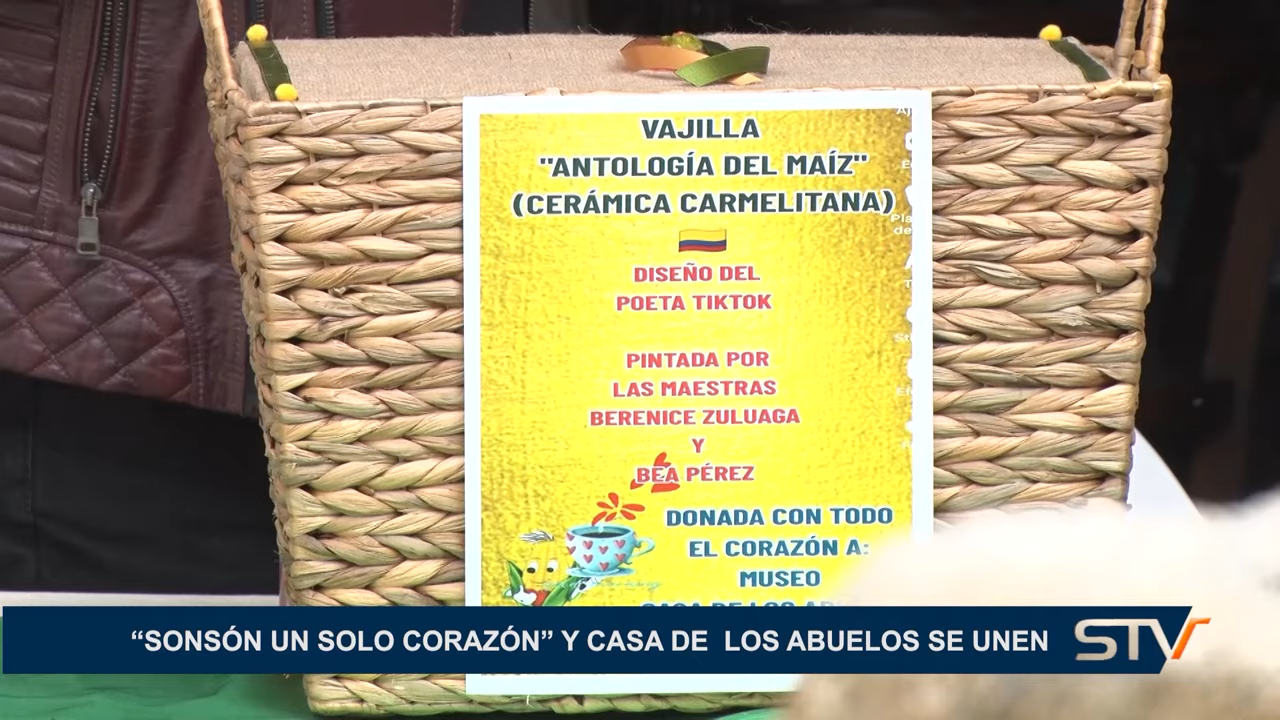 VAJILLA
"ANTOLOGÍA DEL MAÍZ"
(CERÁMICA CARMELITANA)
DISEÑO DEL
POETA TIKTOK
PINTADA POR
LAS MAESTRAS
BERENICE ZULUAGA
Y
BEA PÉREZ
DONADA CON TODO
EL CORAZÓN A:
MUSEO
“SONSÓN UN SOLO CORAZÓN” Y CASA DE LOS ABUELOS SE UNEN
STV